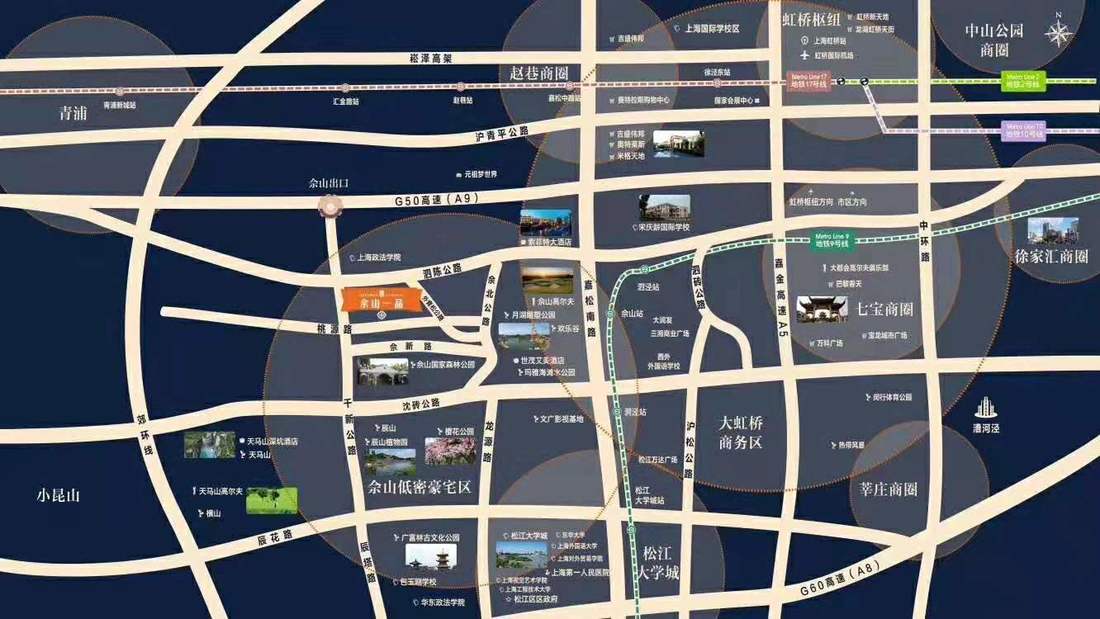 N
虹桥枢纽
虹桥新天地
龙湖虹桥天街
上海虹桥站
虹桥国际机场
中山公园
商圈
上海国际学校区
吉盛伟邦
崧泽高架
赵巷商圈
徐泾东站
Metro Line 17
地铁17号线
Metro Line 2
地铁2号线
青浦
青浦新城站
汇金路站
赵巷站
嘉松中路站
奥特莱斯购物中心
国家会展中心
Metro Line 10
地铁10号线
沪青平公路
吉盛伟邦
奥特莱斯
米格天地
元祖梦世界
佘山出口
G50高速(A9)
虹桥枢纽方向
市区方向
宋庆龄国际学校
索菲特大酒店
中环路
Metro Line 9
地铁9号线
徐家汇商圈
上海政法学院
泗陈公路
泗泾站
泗砖公路
嘉金高速A5
大都会高尔夫俱乐部
巴黎春天
佘山一品
外青松公路
佘北公路
佘山高尔夫
月湖雕塑公园
嘉松南路
佘山站
大润发
三湘商业广场
七宝商圈
宝龙城市广场
万科广场
桃源路
欢乐谷
佘新路
世茂艾美酒店
玛雅海滩水公园
西外
外国语学校
佘山国家森林公园
沈砖公路
洞泾站
文广影视基地
闵行体育公园
漕河泾
大虹桥
商务区
热带风暴
郊环线
千新公路
龙源路
沪松公路
辰山
辰山植物园
樱花公园
天马山深坑酒店
天马山
松江万达广场
佘山低密豪宅区
松江
大学城站
莘庄商圈
小昆山
天马山高尔夫
横山
辰花路
辰塔路
广富林古文化公园
松江大学城
东华大学
上海外国语大学
上海对外贸易学院
上海第一人民医院
松江
大学城
包玉刚学校
上海视觉艺术学院
上海工程技术大学
松江区区政府
华东政法学院
G60高速(A8)